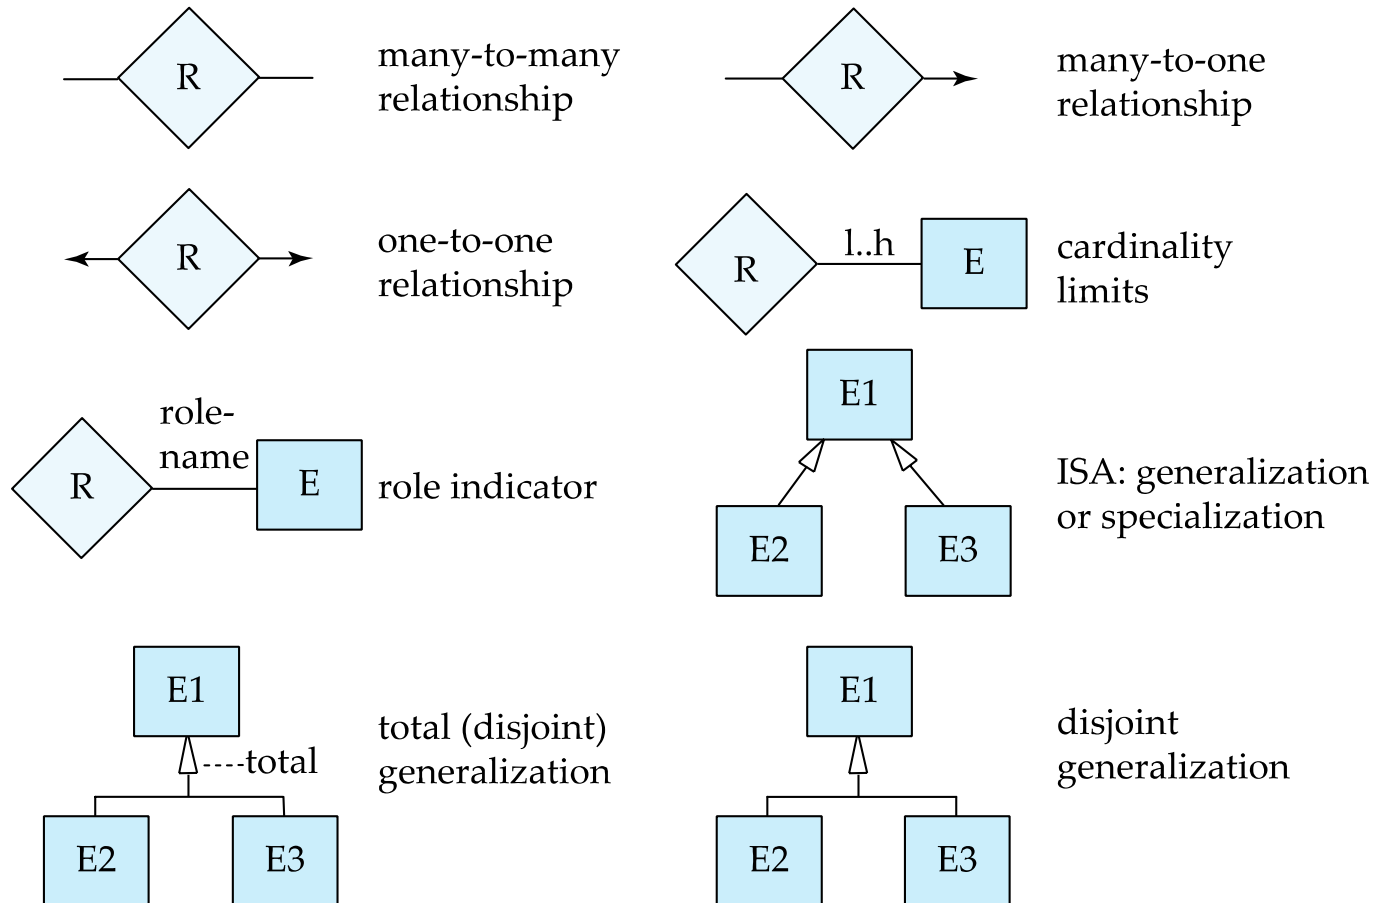 R
many-to-many
relationship
R
many-to-one
relationship
R
one-to-one
relationship
R
l..h
E
cardinality
limits
R
role-
name
E
role indicator
E1
E2
E3
ISA: generalization
or specialization
E1
----total
E2
E3
total (disjoint)
generalization
E1
E2
E3
disjoint
generalization